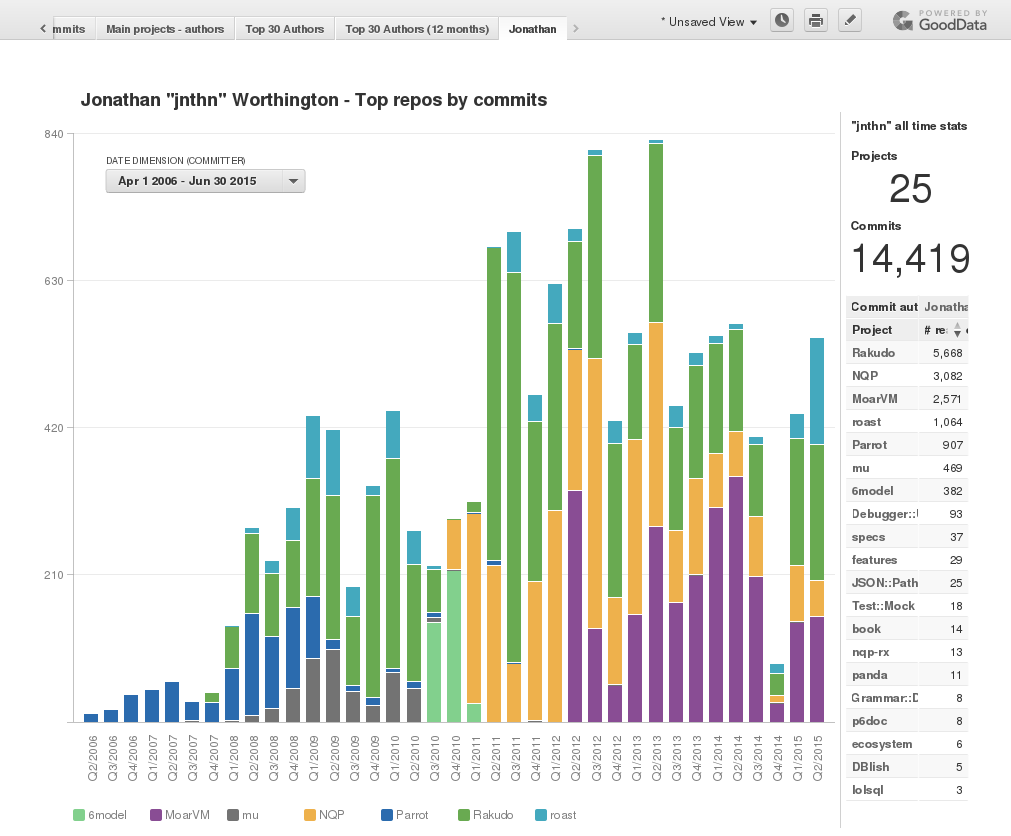 mmits
Main projects - authors
Top 30 Authors
Top 30 Authors (12 months)
Jonathan
* Unsaved View
POWERED BY
GoodData
Jonathan "jnthn" Worthington - Top repos by commits
840
630
420
210
DATE DIMENSION (COMMITTER)
Apr 1 2006 - Jun 30 2015
Q2/2006
Q3/2006
Q4/2006
Q1/2007
Q2/2007
Q3/2007
Q4/2007
Q1/2008
Q2/2008
Q3/2008
Q4/2008
Q1/2009
Q2/2009
Q3/2009
Q4/2009
Q1/2010
Q2/2010
Q3/2010
Q4/2010
Q1/2011
Q2/2011
Q3/2011
Q4/2011
Q1/2012
Q2/2012
Q3/2012
Q4/2012
Q1/2013
Q2/2013
Q3/2013
Q4/2013
Q1/2014
Q2/2014
Q3/2014
Q4/2014
Q1/2015
Q2/2015
6model
MoarVM
mu
NQP
Parrot
Rakudo
roast
"jnthn" all time stats
Projects
25
Commits
14,419
Commit aut Jonatha
Project # re
Rakudo 5,668
NQP 3,082
MoarVM 2,571
roast 1,064
Parrot 907
mu 469
6model 382
Debugger:: 93
specs 37
features 29
JSON::Path 25
Test::Mock 18
book 14
nqp-rx 13
panda 11
Grammar:: 8
p6doc 8
ecosystem 6
DBIish 5
lolsql 3